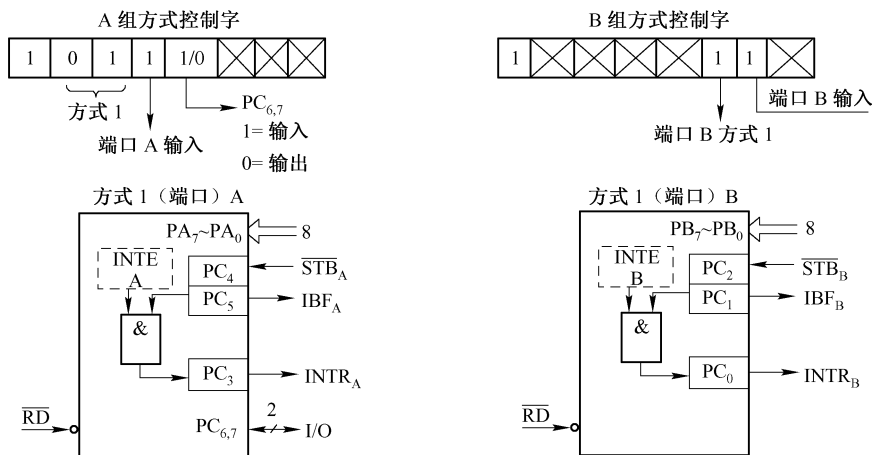 A 组方式控制字
1 0 1 1 1/0
方式 1
端口 A 输入
PC6,7
1= 输入
0= 输出
B 组方式控制字
1 1 1
端口 B 输入
端口 B 方式 1
方式 1（端口）A
PA7~PA0
8
INTE
A
PC4
STBA
PC5
IBFA
&
PC3
INTRA
RD
PC6,7
2
I/O
方式 1（端口）B
PB7~PB0
8
INTE
B
PC2
STBB
PC1
IBFB
&
PC0
INTRB
RD